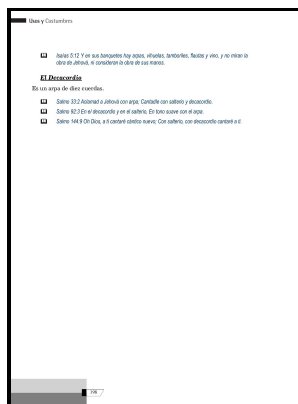 Usos y Costumbres
Isaías 5:12 Y en sus banquetes hay arpas, vihuelas, tamboriles, flautas y vino, y no miran la
obra de Jehová, ni consideran la obra de sus manos.
El Decacordio
Es un arpa de diez cuerdas.
Salmo 33:2 Aclamad a Jehová con arpa; Cantadle con salterio y decacordio.
Salmo 92:3 En el decacordio y en el salterio, En tono suave con el arpa.
Salmo 144:9 Oh Dios, a ti cantaré cántico nuevo; Con salterio, con decacordio cantaré a ti.